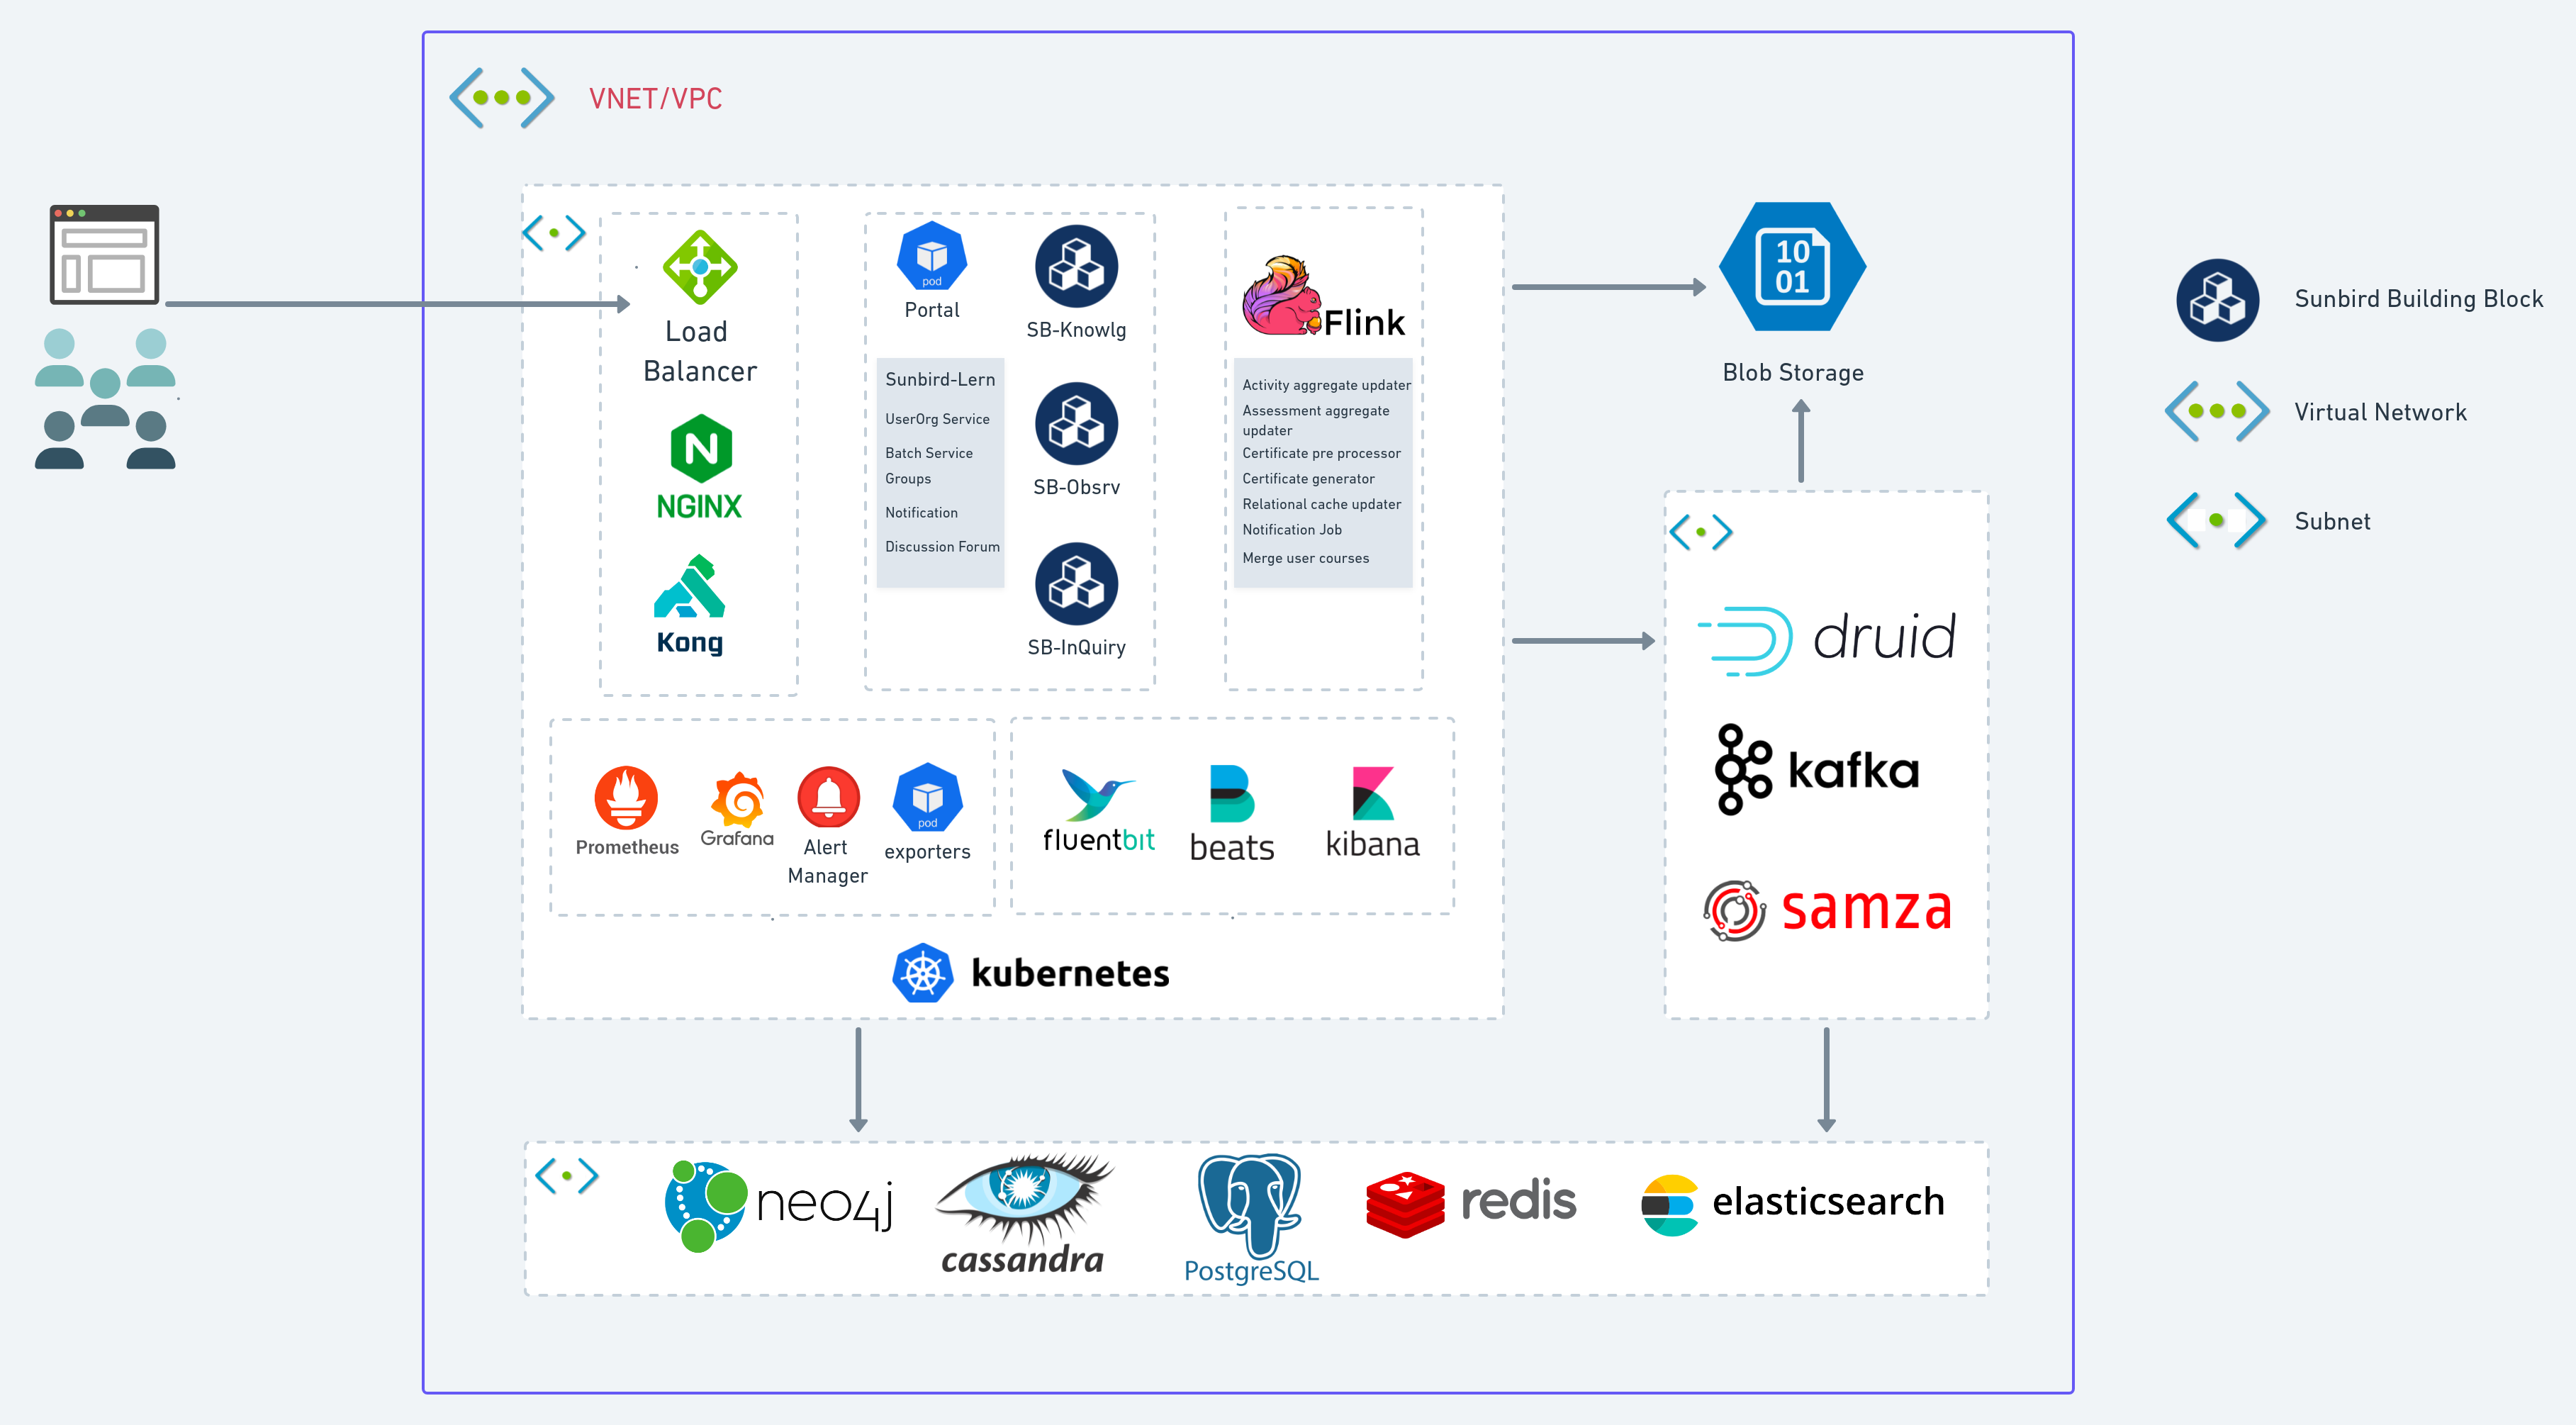 VNET/VPC
Load
Balancer
NGINX
Kong
pod
Portal
Sunbird-Lern
UserOrg Service
Batch Service
Groups
Notification
Discussion Forum
SB-Knowlg
SB-Obsrv
SB-InQuiry
Flink
Activity aggregate updater
Assessment aggregate
updater
Certificate pre processor
Certificate generator
Relational cache updater
Notification Job
Merge user courses
Prometheus
Grafana
Alert
Manager
pod
exporters
fluentbit
beats
kibana
kubernetes
10
01
Blob Storage
druid
kafka
samza
neo4j
cassandra
PostgreSQL
redis
elasticsearch
Sunbird Building Block
Virtual Network
Subnet